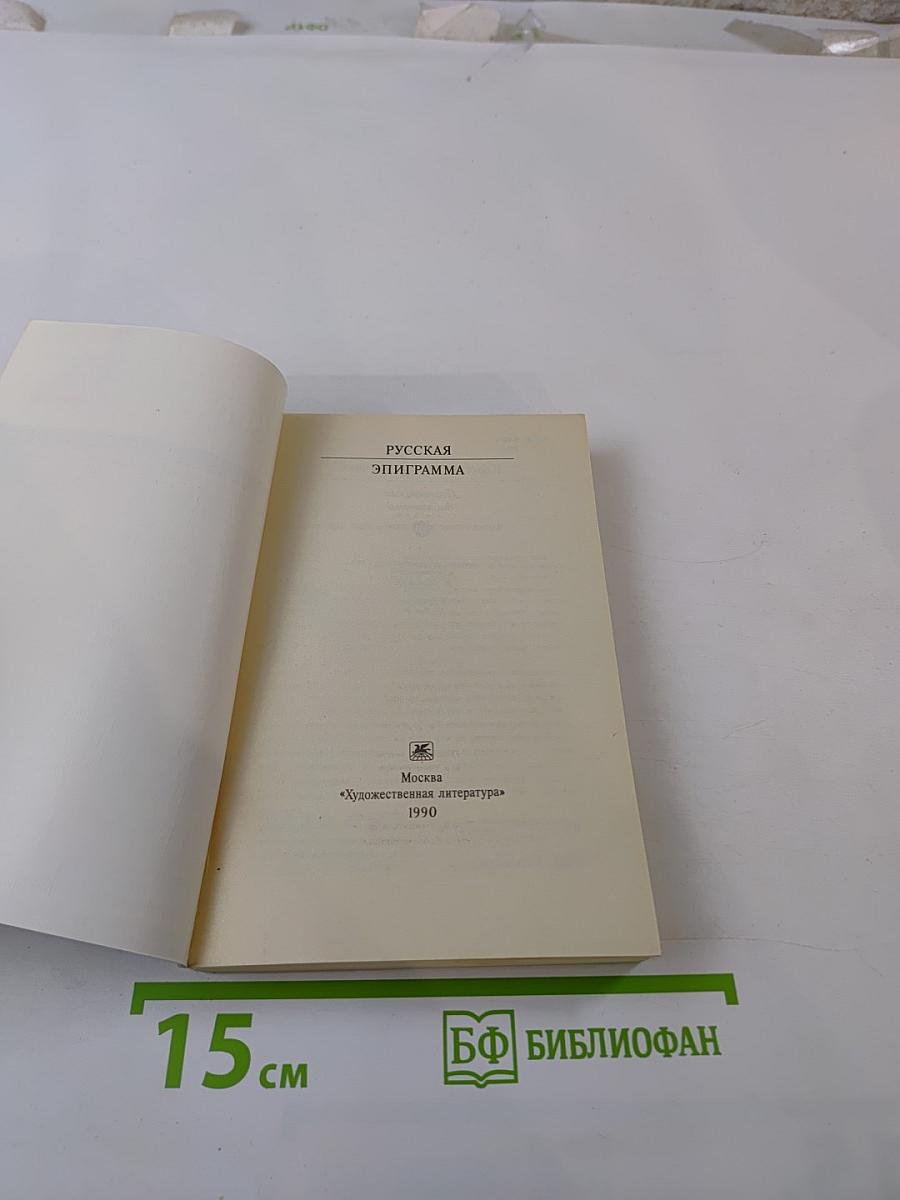 РУССКАЯ
ЭПИГРАММА
Москва
«Художественная литература»
1990
15 см
БФ БИБЛИОФАН